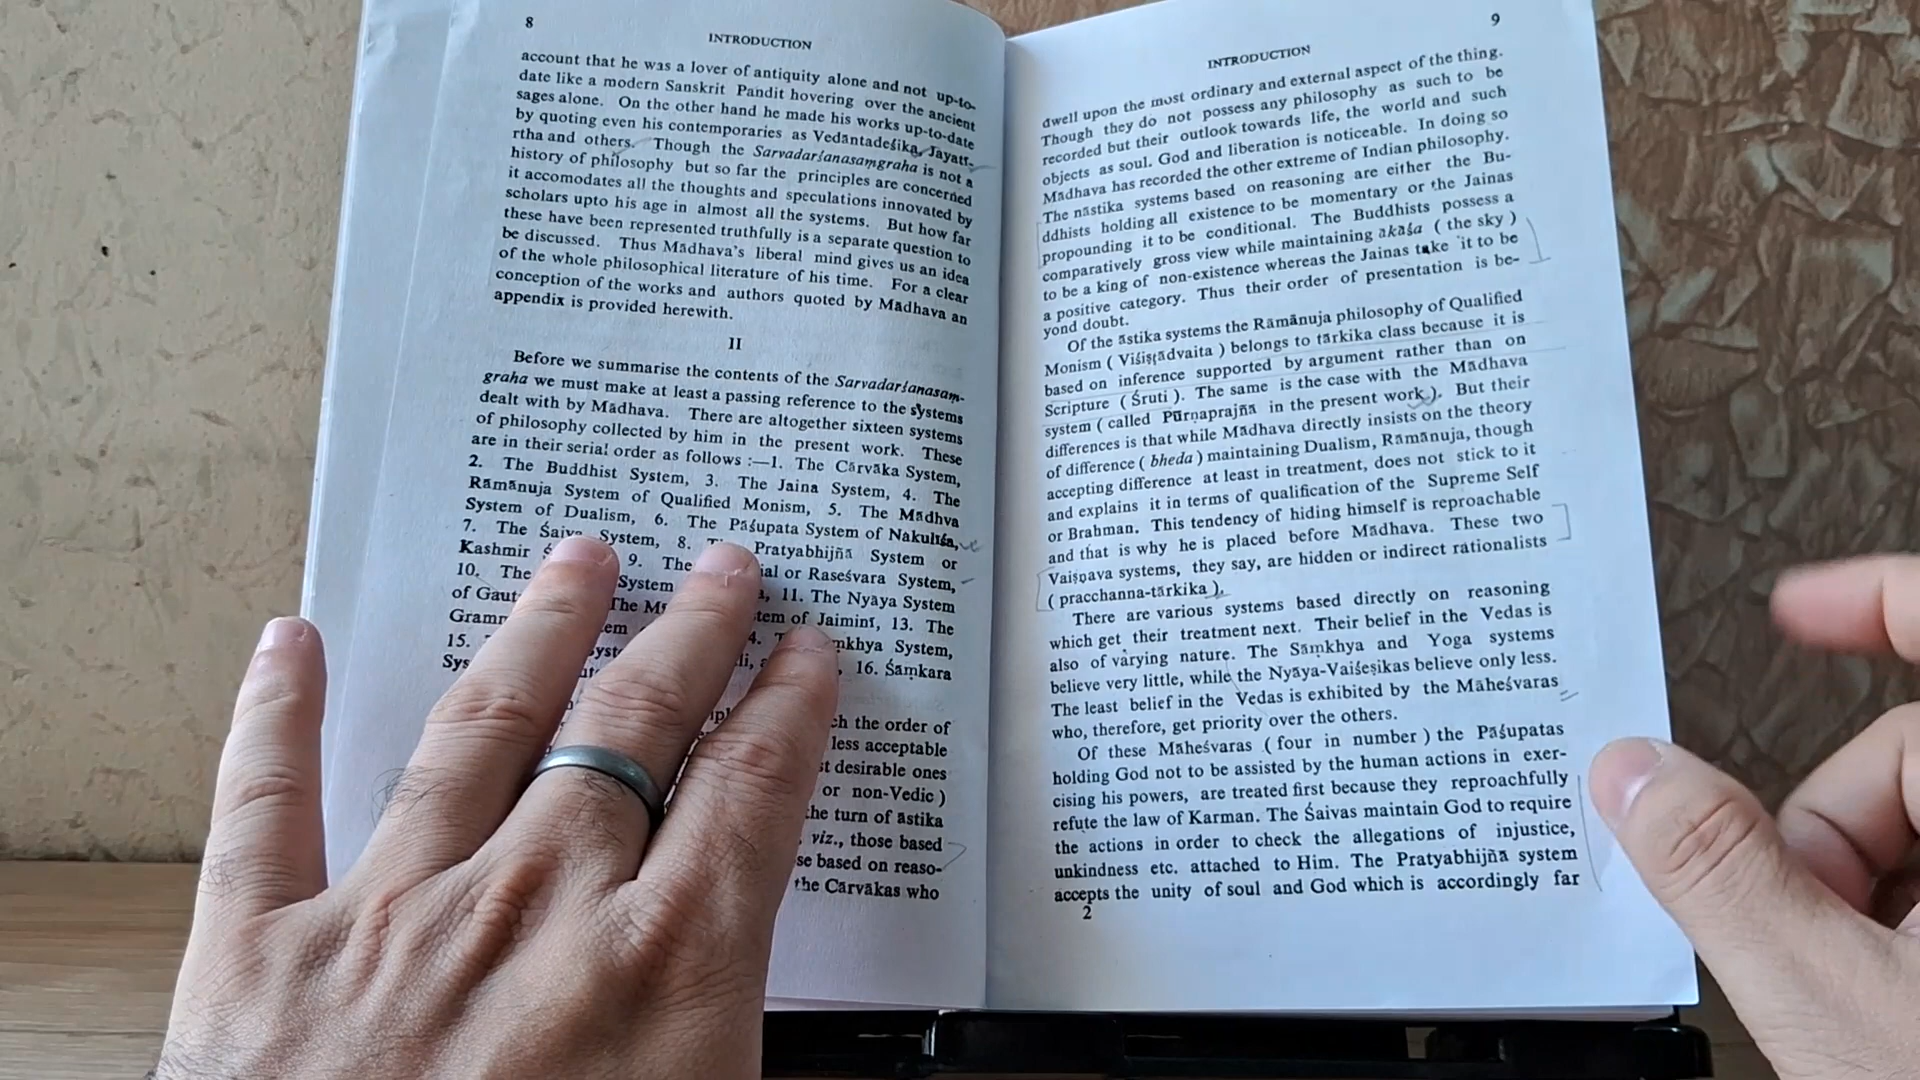 8
INTRODUCTION
account that he was a lover of antiquity alone and not up-to-
date like a modern Sanskrit Pandit hovering over the ancient
sages alone. On the other hand he made his works up-to-date
by quoting even his contemporaries as Vedāntadeśika, Jayatī-
rtha and others. Though the Sarvadarśanasaṃgraha is not a
history of philosophy but so far the principles are concerned
it accomodates all the thoughts and speculations innovated by
scholars upto his age in almost all the systems. But how far
these have been represented truthfully is a separate question to
be discussed. Thus Mādhava's liberal mind gives us an idea
of the whole philosophical literature of his time. For a clear
conception of the works and authors quoted by Mādhava an
appendix is provided herewith.
II
Before we summarise the contents of the Sarvadarśanasaṃ-
graha we must make at least a passing reference to the systems
dealt with by Mādhava. There are altogether sixteen systems
of philosophy collected by him in the present work. These
are in their serial order as follows :—1. The Cārvāka System,
2. The Buddhist System, 3. The Jaina System, 4. The
Rāmānuja System of Qualified Monism, 5. The Mādhva
System of Dualism, 6. The Pāśupata System of Nakulīśa,
7. The Śaiva System, 8. Pratyabhijñā System or
Kashmir 9. The or Raseśvara System,
10. The System 11. The Nyāya System
of The of Jaiminī, 13. The
System,
15. 16. Śāṃkara
the order of
less acceptable
desirable ones
or non-Vedic )
the turn of āstika
viz., those based
based on reaso-
the Cārvākas who
9
INTRODUCTION
dwell upon the most ordinary and external aspect of the thing.
Though they do not possess any philosophy as such to be
recorded but their outlook towards life, the world and such
objects as soul. God and liberation is noticeable. In doing so
Mādhava has recorded the other extreme of Indian philosophy.
The nāstika systems based on reasoning are either the Bu-
ddhists holding all existence to be momentary or the Jainas
propounding it to be conditional. The Buddhists possess a
comparatively gross view while maintaining ākāśa ( the sky )
to be a king of non-existence whereas the Jainas take it to be
a positive category. Thus their order of presentation is be-
yond doubt.
Of the āstika systems the Rāmānuja philosophy of Qualified
Monism ( Viśiṣṭādvaita ) belongs to tārkika class because it is
based on inference supported by argument rather than on
Scripture ( Śruti ). The same is the case with the Mādhava
system ( called Pūrṇaprajña in the present work ). But their
differences is that while Mādhava directly insists on the theory
of difference ( bheda ) maintaining Dualism, Rāmānuja, though
accepting difference at least in treatment, does not stick to it
and explains it in terms of qualification of the Supreme Self
or Brahman. This tendency of hiding himself is reproachable
and that is why he is placed before Mādhava. These two
Vaiṣṇava systems, they say, are hidden or indirect rationalists
( pracchanna-tārkika ).
There are various systems based directly on reasoning
which get their treatment next. Their belief in the Vedas is
also of varying nature. The Sāṃkhya and Yoga systems
believe very little, while the Nyāya-Vaiśeṣikas believe only less.
The least belief in the Vedas is exhibited by the Māheśvaras
who, therefore, get priority over the others.
Of these Māheśvaras ( four in number ) the Pāśupatas
holding God not to be assisted by the human actions in exer-
cising his powers, are treated first because they reproachfully
refute the law of Karman. The Śaivas maintain God to require
the actions in order to check the allegations of injustice,
unkindness etc. attached to Him. The Pratyabhijñā system
accepts the unity of soul and God which is accordingly far
2